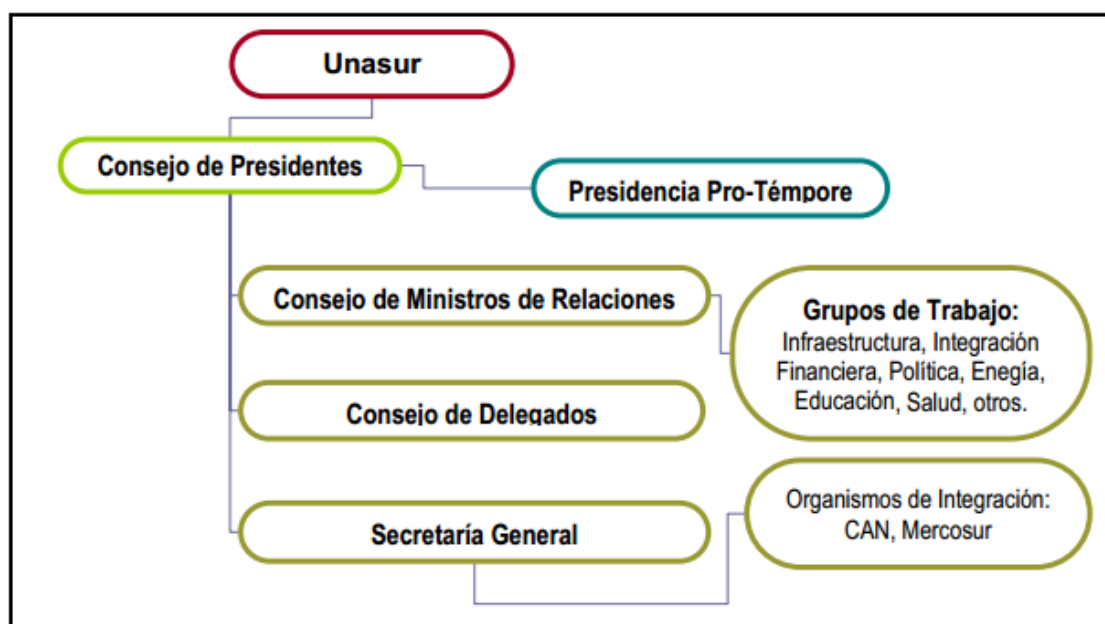 Unasur
Consejo de Presidentes
Presidencia Pro-Témpore
Consejo de Ministros de Relaciones
Grupos de Trabajo:
Infraestructura, Integración
Financiera, Política, Enegía,
Educación, Salud, otros.
Consejo de Delegados
Organismos de Integración:
CAN, Mercosur
Secretaría General